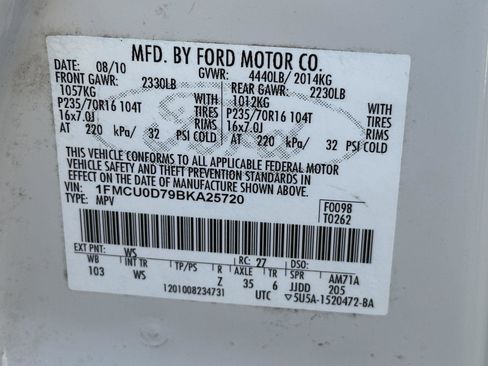 MFD. BY FORD MOTOR CO.
DATE: 08/10 GVWR: 4440LB/ 2014KG
FRONT GAWR: 2330LB REAR GAWR: 2230LB
1057KG WITH 1012KG WITH
P235/70R16 104T TIRES P235/70R16 104T TIRES
16x7.0J RIMS 16x7.0J RIMS
AT 220 kPa/ 32 PSI COLD AT 220 kPa/ 32 PSI COLD
THIS VEHICLE CONFORMS TO ALL APPLICABLE FEDERAL MOTOR
VEHICLE SAFETY AND BUMPER AND THEFT PREVENTION STANDARDS
IN EFFECT ON THE DATE OF MANUFACTURE SHOWN ABOVE.
VIN: 1FMCU0D79BKA25720 F0098
TYPE: MPV T0262
EXT PNT: WS RC: 27 DSO:
WB TP/PS R AXLE TR SPR AM71A
103 WS Z 35 6 JJDD 205
1201008234731 UTC 5U5A-1520472-BA